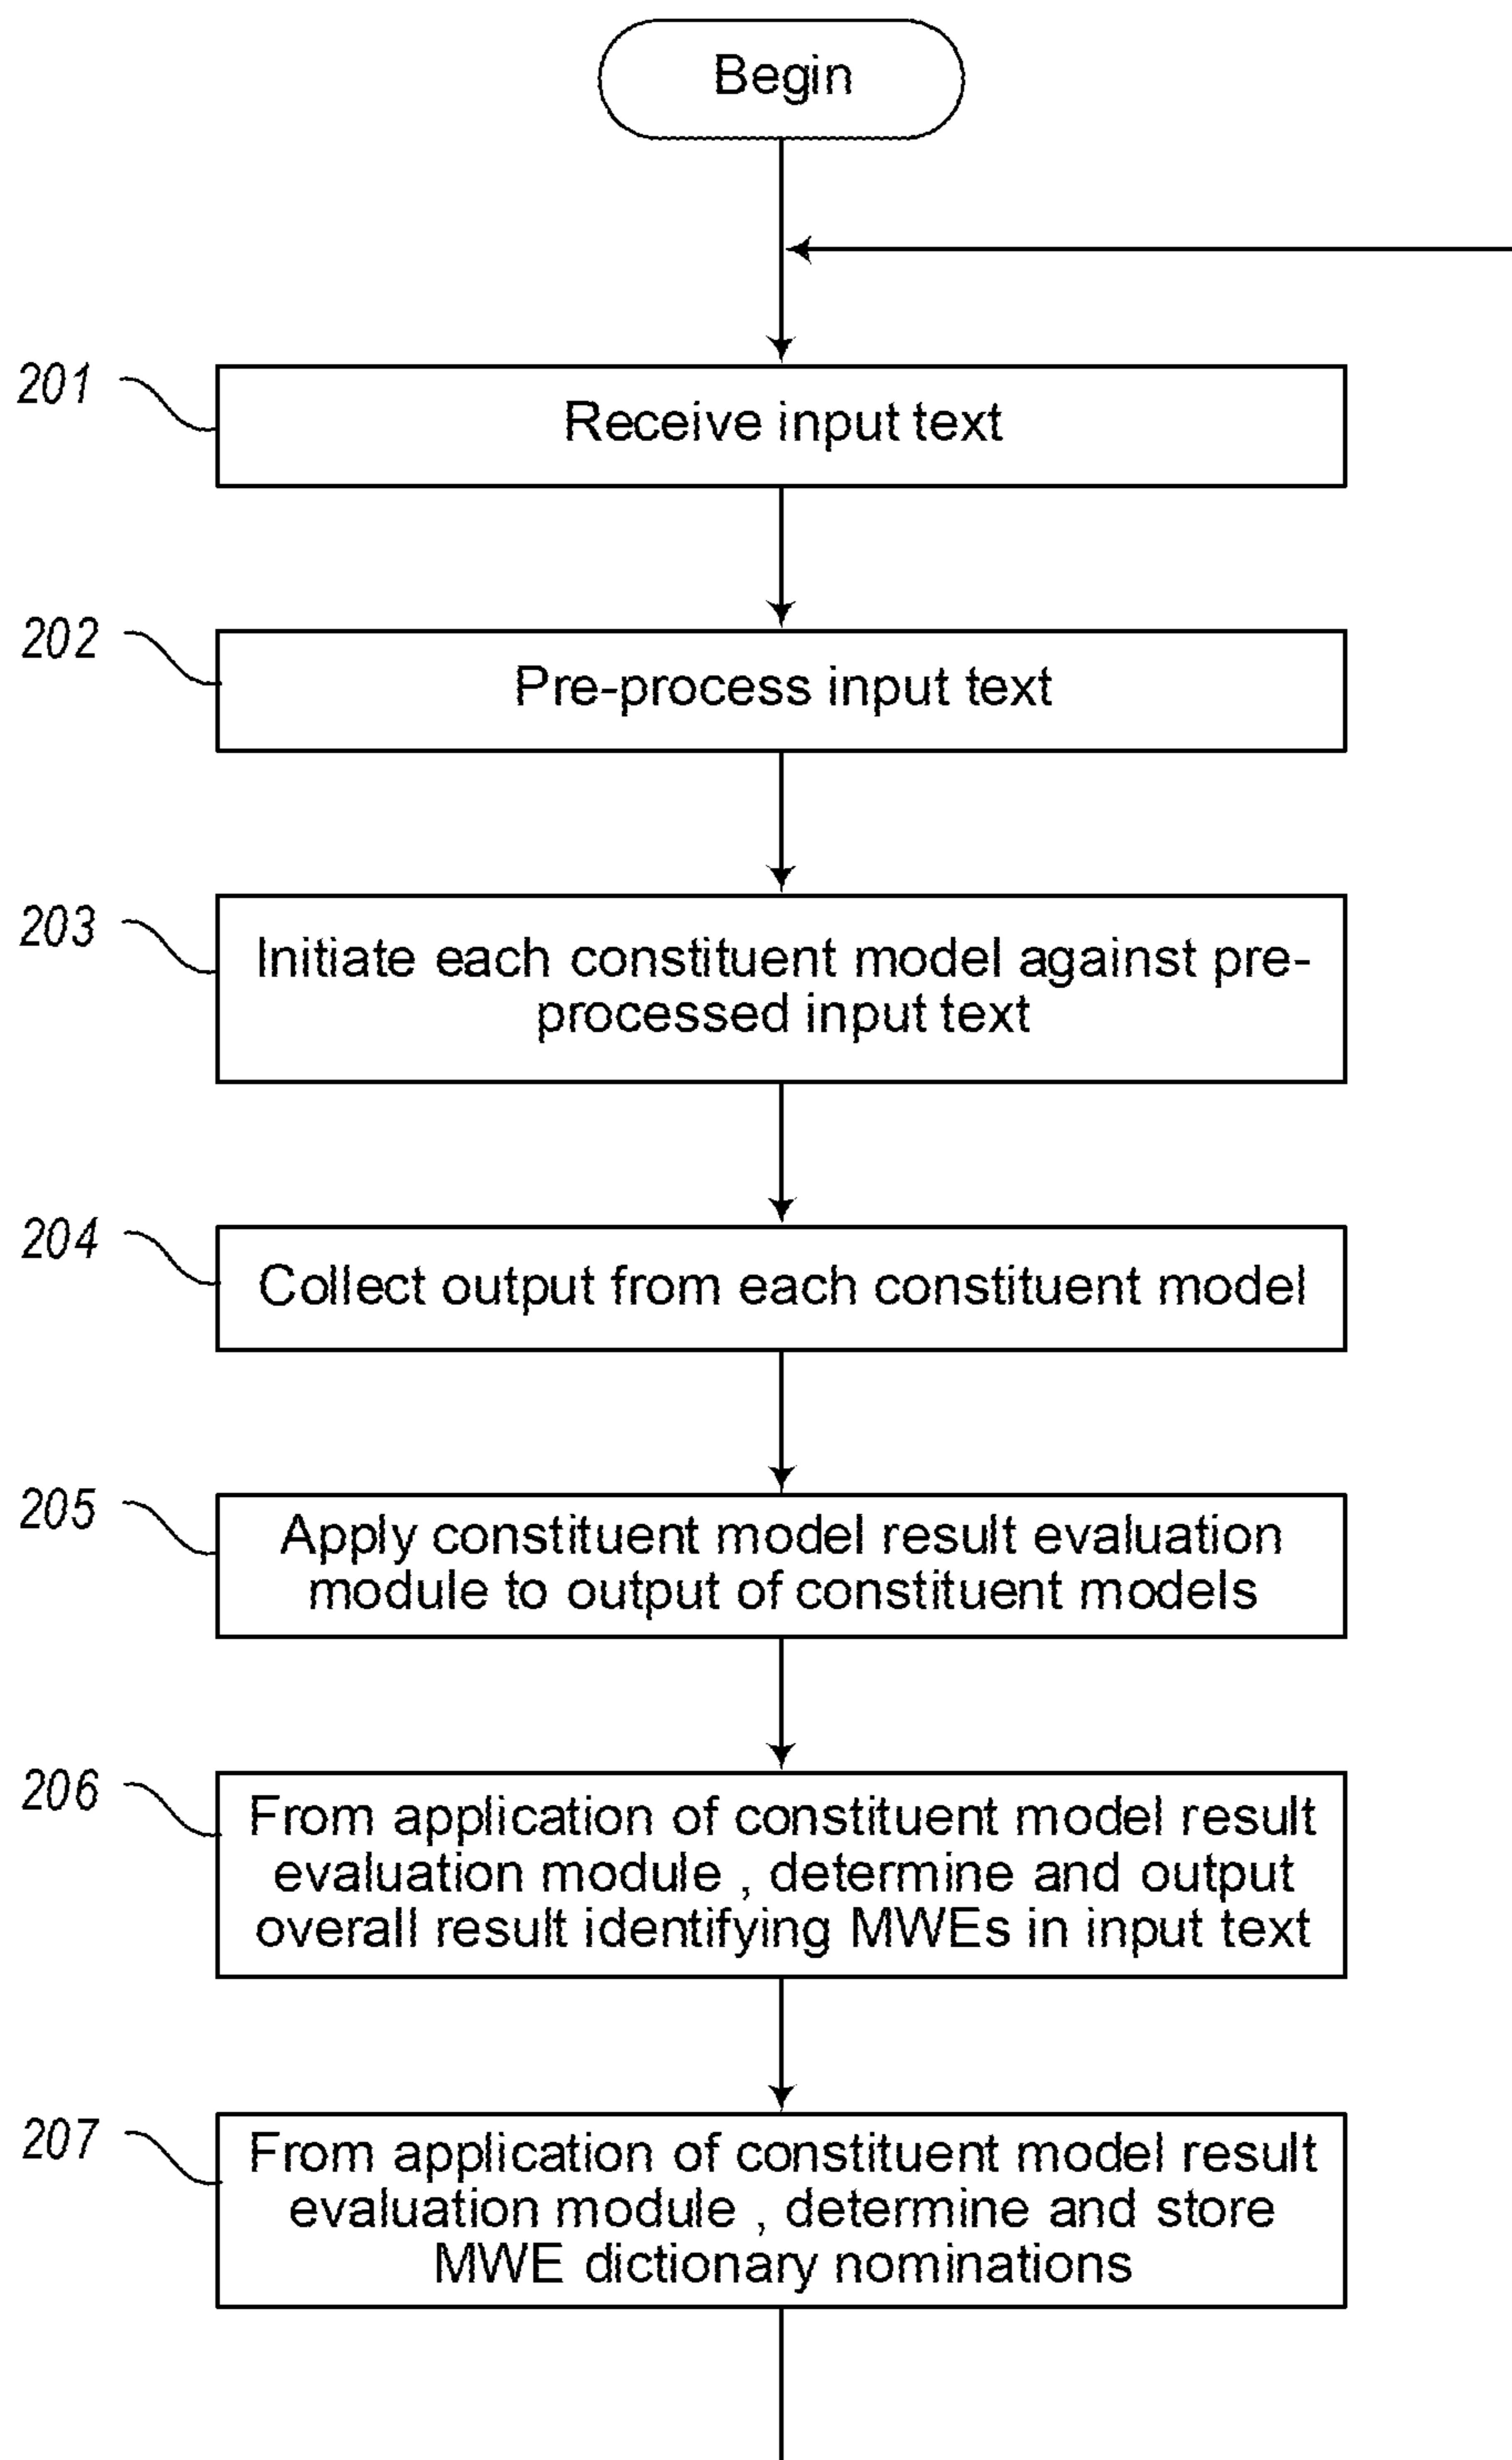 Begin
201
Receive input text
202
Pre-process input text
203
Initiate each constituent model against pre-
processed input text
204
Collect output from each constituent model
205
Apply constituent model result evaluation
module to output of constituent models
206
From application of constituent model result
evaluation module , determine and output
overall result identifying MWEs in input text
207
From application of constituent model result
evaluation module , determine and store
MWE dictionary nominations